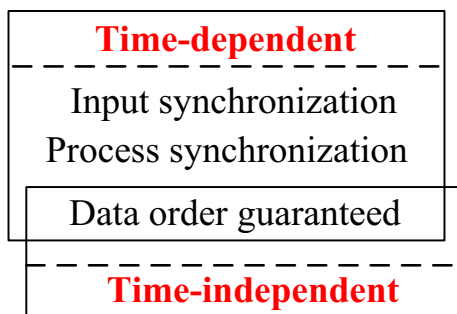 Time-dependent
Input synchronization
Process synchronization
Data order guaranteed
Time-independent